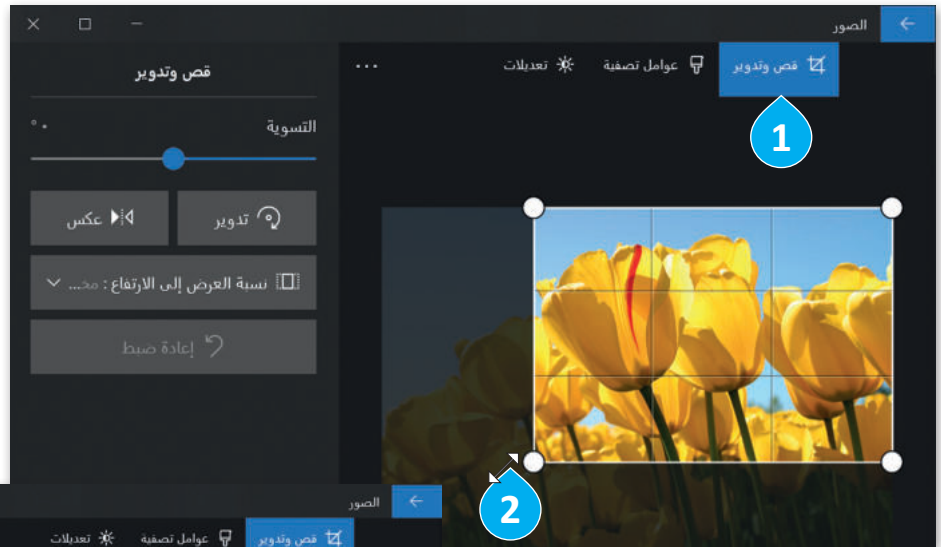 الصور
قص وتدوير
عوامل تصفية
تعديلات
...
1
قص وتدوير
التسوية
°٠
تدوير
عكس
نسبة العرض إلى الارتفاع : مخ...
إعادة ضبط
2
الصور
قص وتدوير
عوامل تصفية
تعديلات